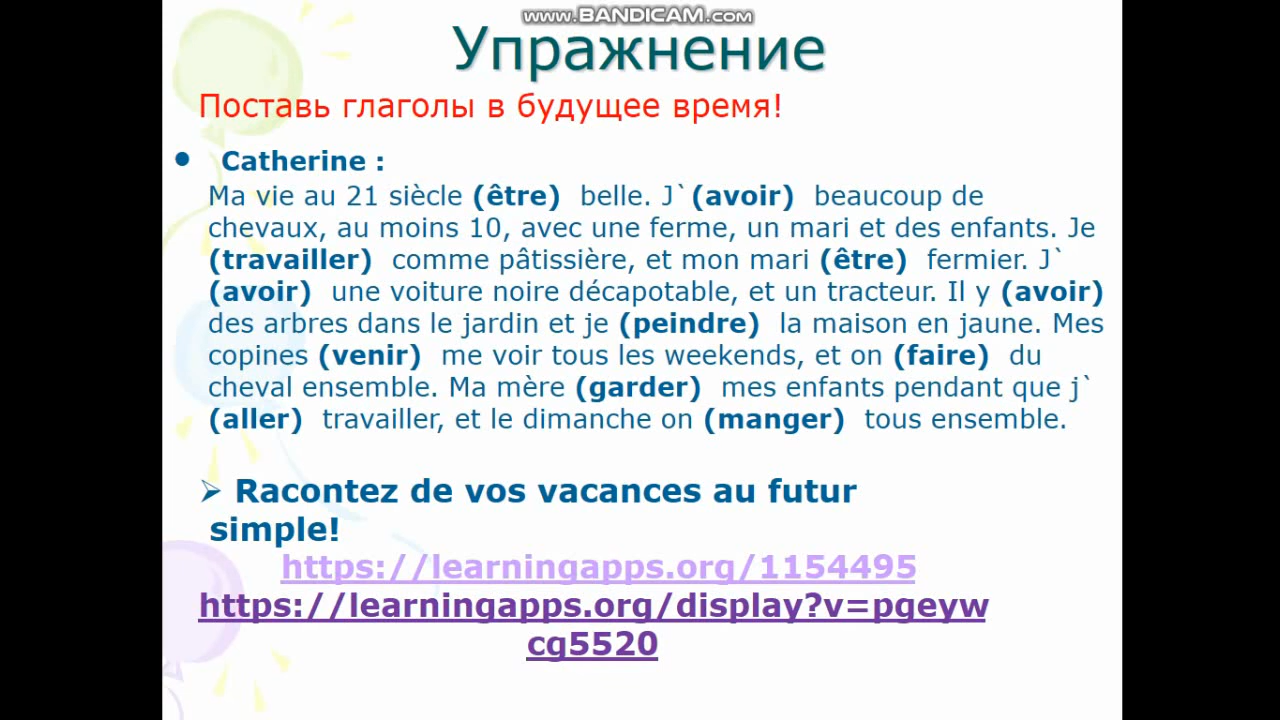 www.BANDICAM.com
Упражнение
Поставь глаголы в будущее время!
• Catherine :
Ma vie au 21 siècle (être) belle. J`(avoir) beaucoup de
chevaux, au moins 10, avec une ferme, un mari et des enfants. Je
(travailler) comme pâtissière, et mon mari (être) fermier. J`
(avoir) une voiture noire décapotable, et un tracteur. Il y (avoir)
des arbres dans le jardin et je (peindre) la maison en jaune. Mes
copines (venir) me voir tous les weekends, et on (faire) du
cheval ensemble. Ma mère (garder) mes enfants pendant que j`
(aller) travailler, et le dimanche on (manger) tous ensemble.
➢ Racontez de vos vacances au futur
simple!
https://learningapps.org/1154495
https://learningapps.org/display?v=pgeyw
cg5520